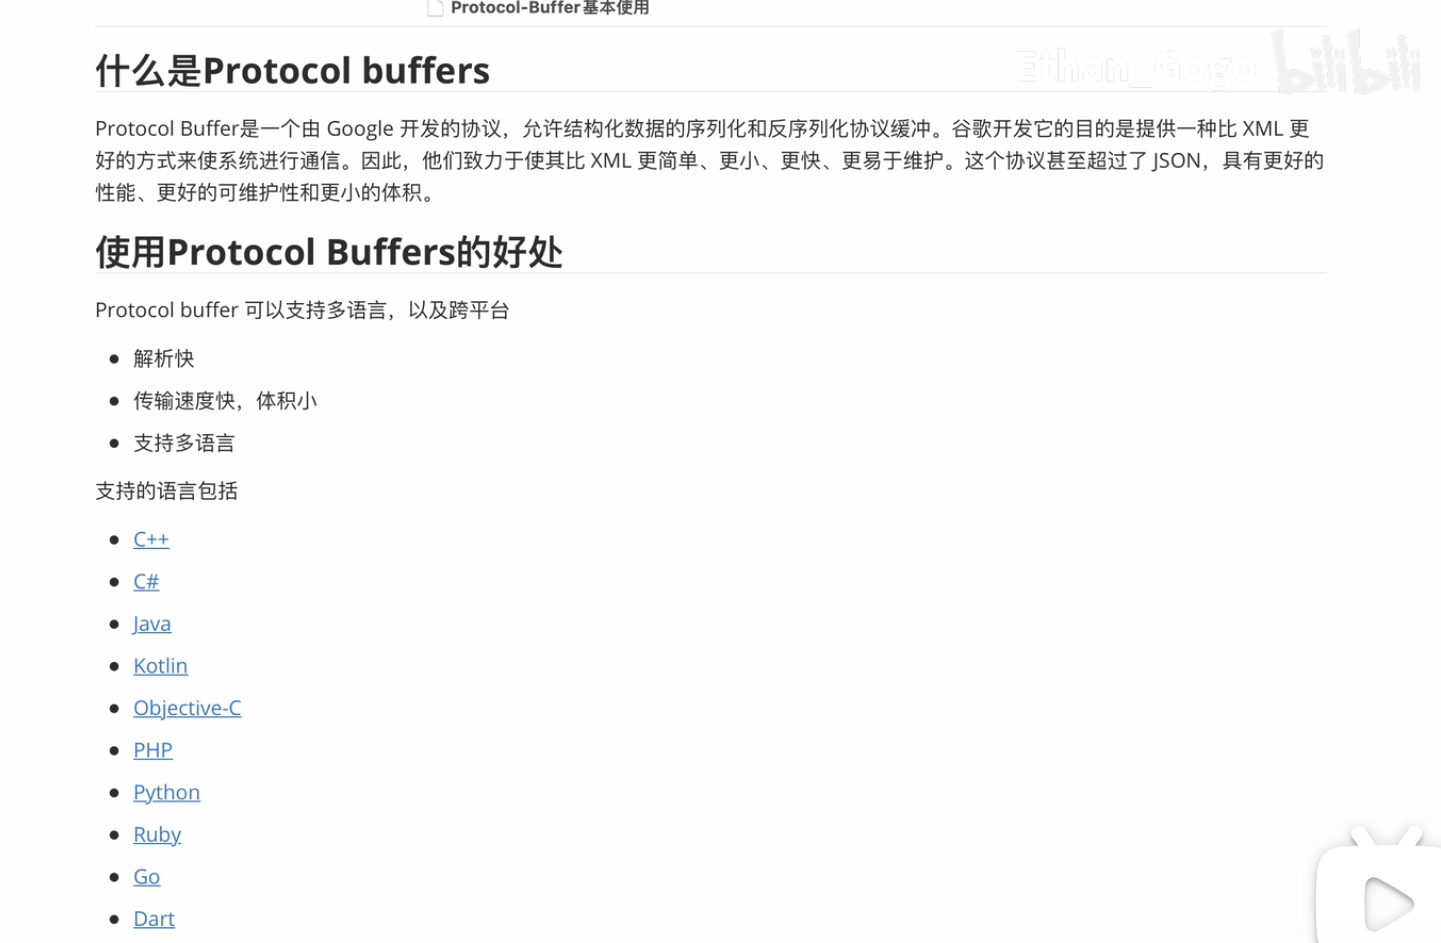 Protocol-Buffer基本使用
什么是Protocol buffers
Ethan_Gogo bilibili
Protocol Buffer是一个由 Google 开发的协议，允许结构化数据的序列化和反序列化协议缓冲。谷歌开发它的目的是提供一种比 XML 更
好的方式来使系统进行通信。因此，他们致力于使其比 XML 更简单、更小、更快、更易于维护。这个协议甚至超过了 JSON，具有更好的
性能、更好的可维护性和更小的体积。
使用Protocol Buffers的好处
Protocol buffer 可以支持多语言，以及跨平台
解析快
传输速度快，体积小
支持多语言
支持的语言包括
C++
C#
Java
Kotlin
Objective-C
PHP
Python
Ruby
Go
Dart